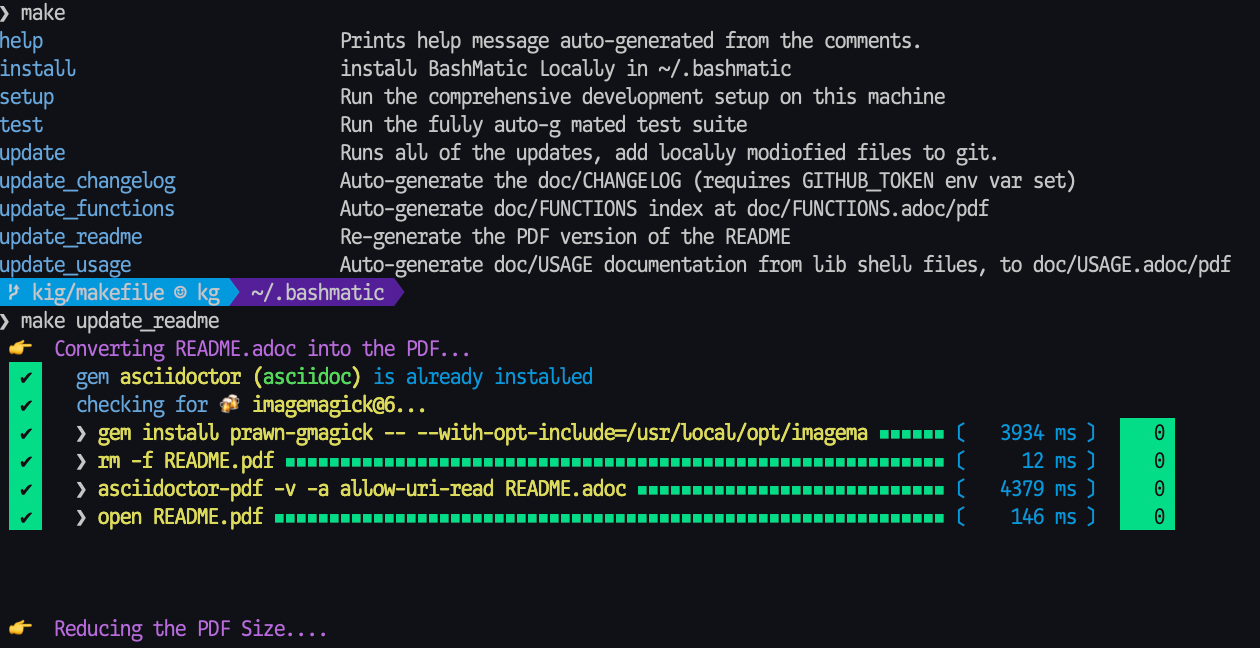 ❯ make
help Prints help message auto-generated from the comments.
install install BashMatic Locally in ~/.bashmatic
setup Run the comprehensive development setup on this machine
test Run the fully auto-g mated test suite
update Runs all of the updates, add locally modiofied files to git.
update_changelog Auto-generate the doc/CHANGELOG (requires GITHUB_TOKEN env var set)
update_functions Auto-generate doc/FUNCTIONS index at doc/FUNCTIONS.adoc/pdf
update_readme Re-generate the PDF version of the README
update_usage Auto-generate doc/USAGE documentation from lib shell files, to doc/USAGE.adoc/pdf
kig/makefile ☺ kg ~/.bashmatic
❯ make update_readme
👉 Converting README.adoc into the PDF...
✔ gem asciidoctor (asciidoc) is already installed
✔ checking for 🍻 imagemagick@6...
✔ ❯ gem install prawn-gmagick -- --with-opt-include=/usr/local/opt/imagema ■■■■■■ ( 3934 ms ) 0
✔ ❯ rm -f README.pdf ( 12 ms ) 0
✔ ❯ asciidoctor-pdf -v -a allow-uri-read README.adoc ( 4379 ms ) 0
✔ ❯ open README.pdf ( 146 ms ) 0
👉 Reducing the PDF Size....